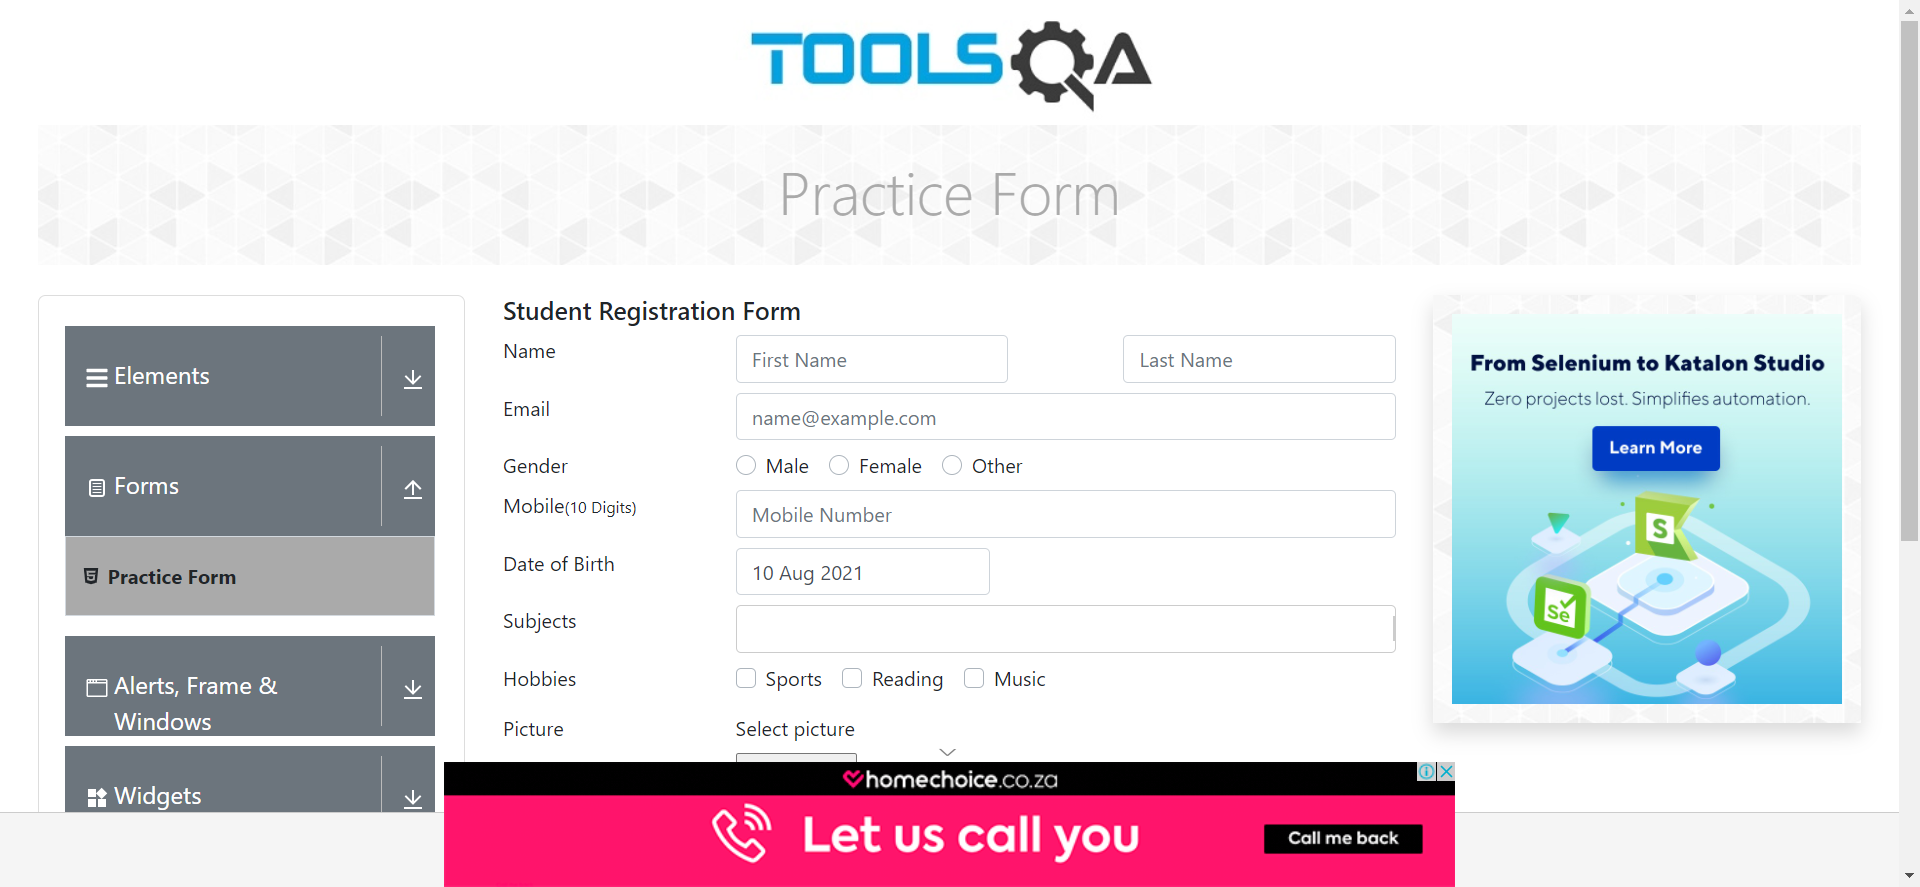 TOOLSQA
Practice Form
Elements
Forms
Practice Form
Alerts, Frame &
Windows
Widgets
Student Registration Form
Name
First Name
Last Name
Email
name@example.com
Gender
Male
Female
Other
Mobile(10 Digits)
Mobile Number
Date of Birth
10 Aug 2021
Subjects
Hobbies
Sports
Reading
Music
Picture
Select picture
From Selenium to Katalon Studio
Zero projects lost. Simplifies automation.
Learn More
S
Se
homechoice.co.za
Let us call you
Call me back